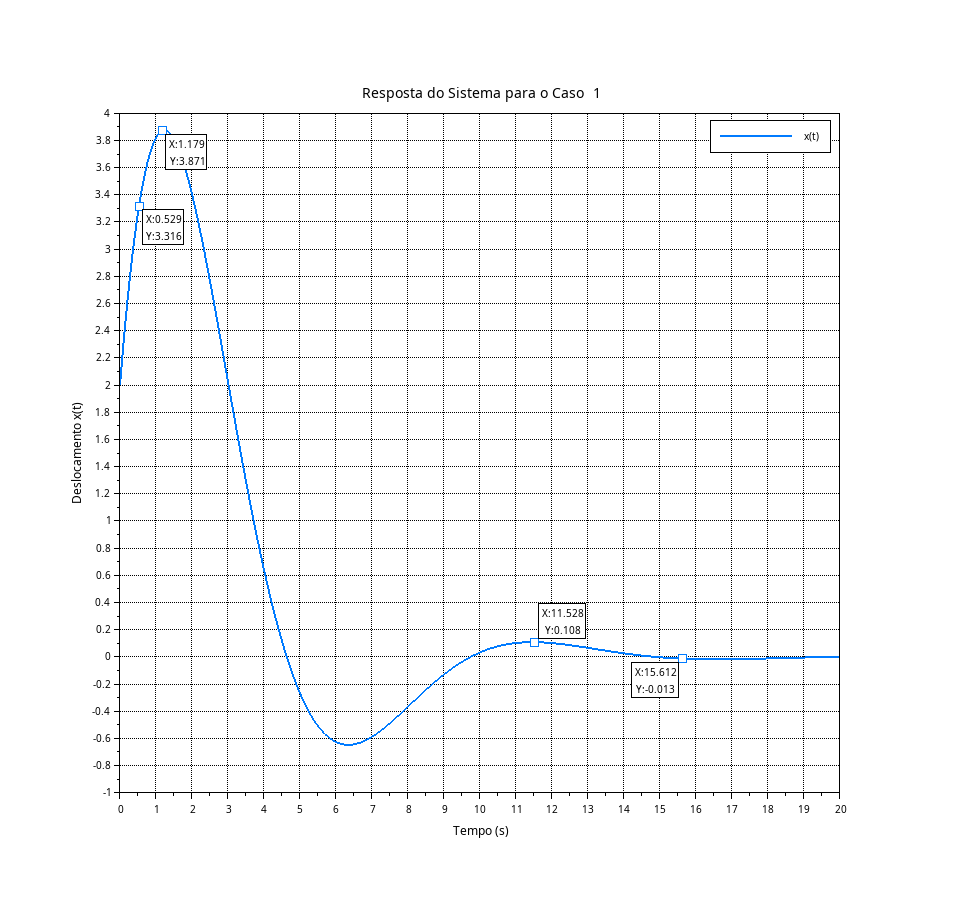 Resposta do Sistema para o Caso  1
x(t)
X:1.179
Y:3.871
X:0.529
Y:3.316
X:11.528
Y:0.108
X:15.612
Y:-0.013
Deslocamento x(t)
4
3.8
3.6
3.4
3.2
3
2.8
2.6
2.4
2.2
2
1.8
1.6
1.4
1.2
1
0.8
0.6
0.4
0.2
0
-0.2
-0.4
-0.6
-0.8
-1
0 1 2 3 4 5 6 7 8 9 10 11 12 13 14 15 16 17 18 19 20
Tempo (s)